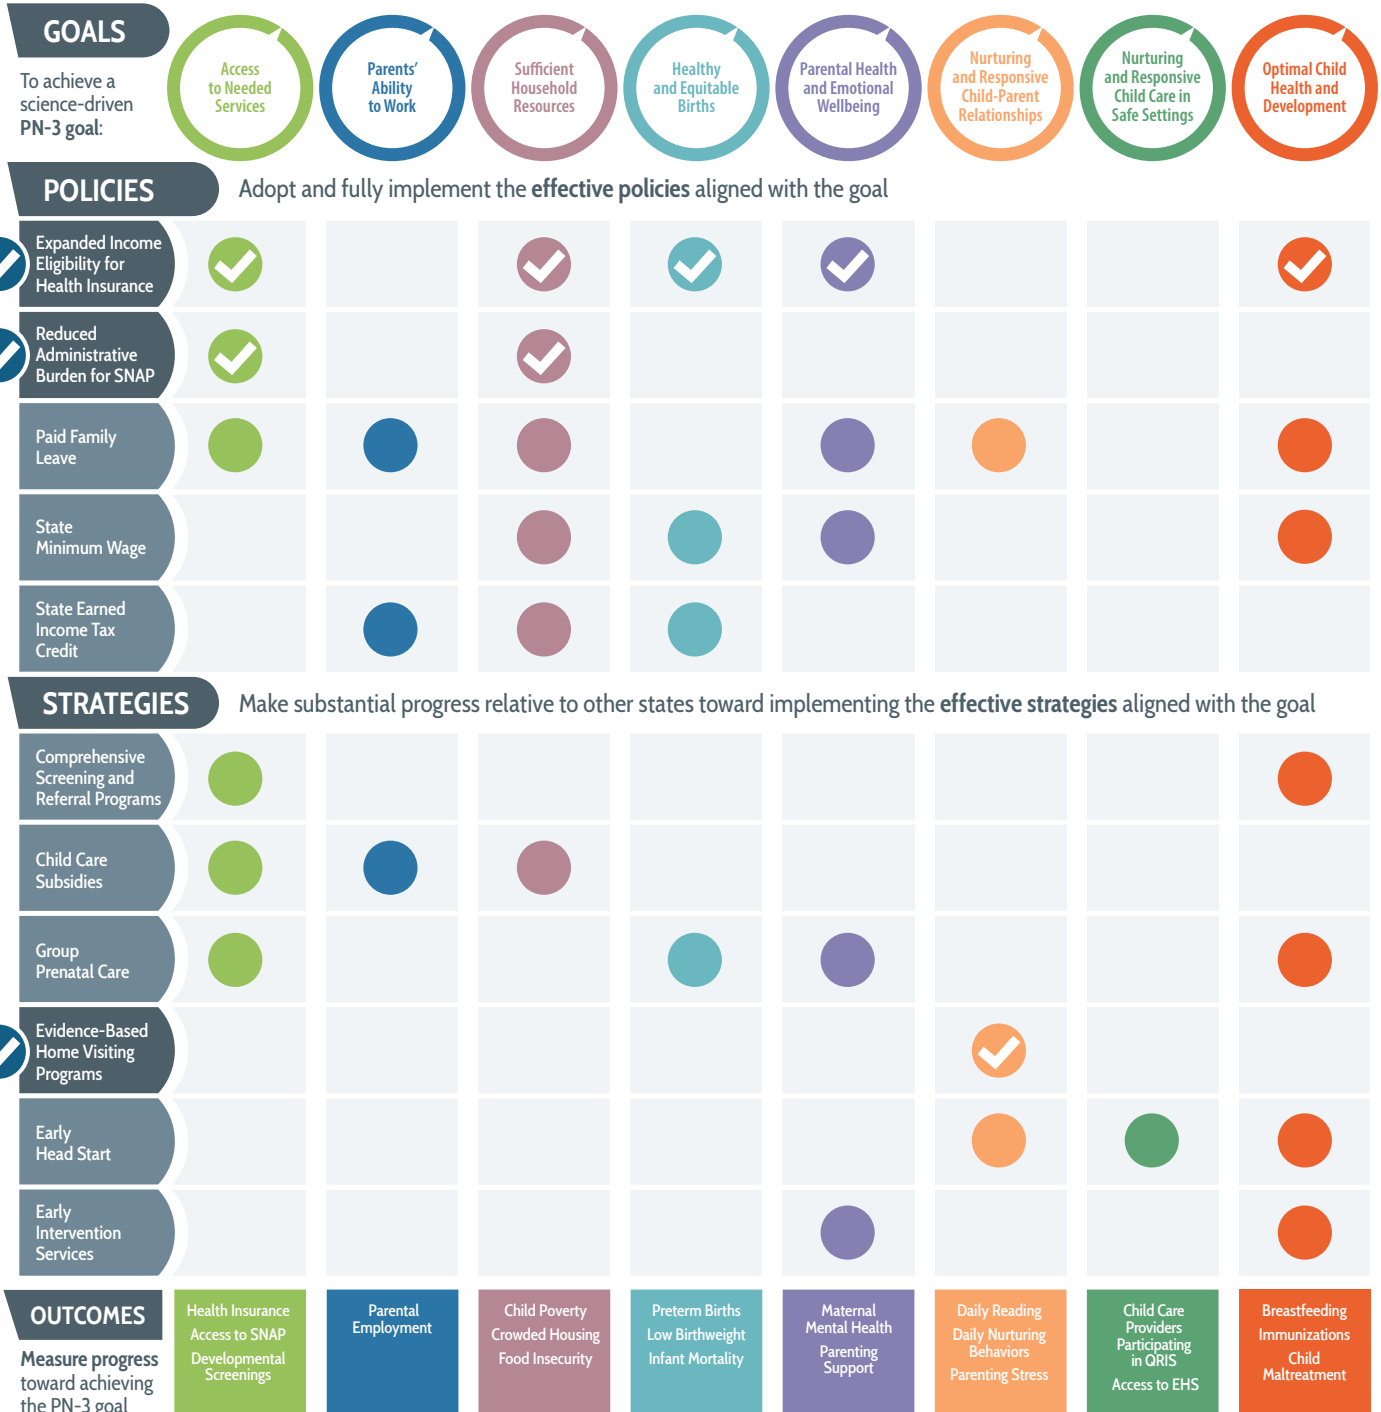 GOALS
To achieve a
science-driven
PN-3 goal:
Access
to Needed
Services
Parents'
Ability
to Work
Sufficient
Household
Resources
Healthy
and Equitable
Births
Parental Health
and Emotional
Wellbeing
Nurturing
and Responsive
Child-Parent
Relationships
Nurturing
and Responsive
Child Care in
Safe Settings
Optimal Child
Health and
Development
POLICIES
Adopt and fully implement the effective policies aligned with the goal
Expanded Income
Eligibility for
Health Insurance
Reduced
Administrative
Burden for SNAP
Paid Family
Leave
State
Minimum Wage
State Earned
Income Tax
Credit
STRATEGIES
Make substantial progress relative to other states toward implementing the effective strategies aligned with the goal
Comprehensive
Screening and
Referral Programs
Child Care
Subsidies
Group
Prenatal Care
Evidence-Based
Home Visiting
Programs
Early
Head Start
Early
Intervention
Services
OUTCOMES
Measure progress
toward achieving
the PN-3 goal
Health Insurance
Access to SNAP
Developmental
Screenings
Parental
Employment
Child Poverty
Crowded Housing
Food Insecurity
Preterm Births
Low Birthweight
Infant Mortality
Maternal
Mental Health
Parenting
Support
Daily Reading
Daily Nurturing
Behaviors
Parenting Stress
Child Care
Providers
Participating
in QRIS
Access to EHS
Breastfeeding
Immunizations
Child
Maltreatment